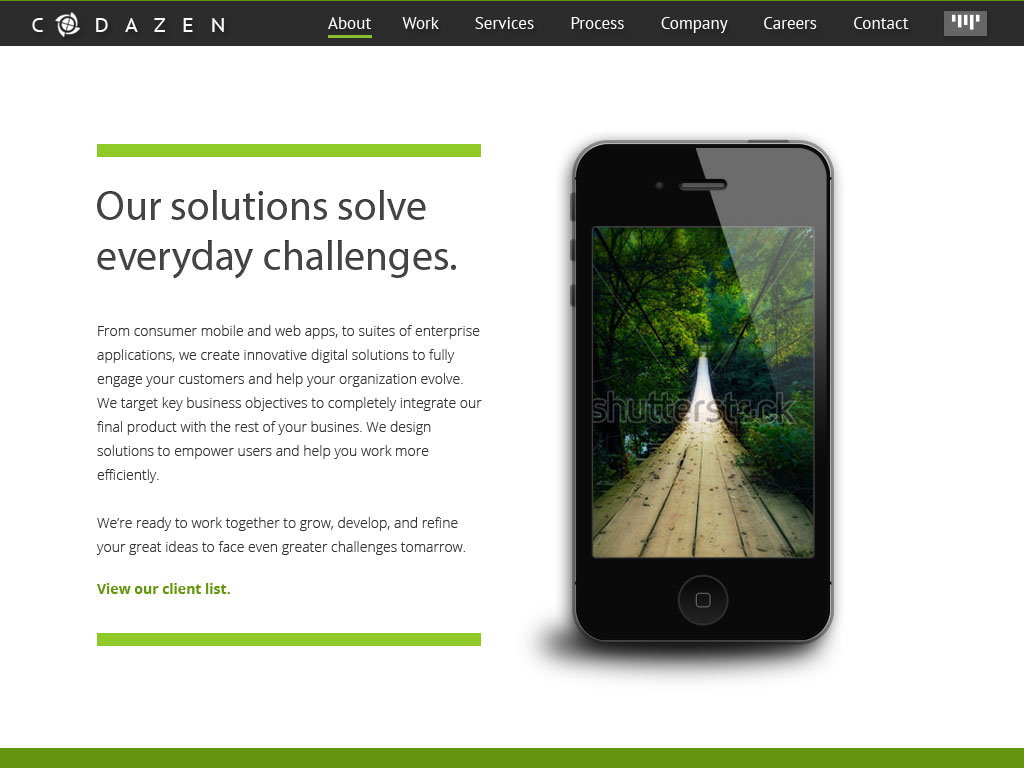 CODAZEN
About Work Services Process Company Careers Contact
Our solutions solve
everyday challenges.
From consumer mobile and web apps, to suites of enterprise
applications, we create innovative digital solutions to fully
engage your customers and help your organization evolve.
We target key business objectives to completely integrate our
final product with the rest of your busines. We design
solutions to empower users and help you work more
efficiently.
We’re ready to work together to grow, develop, and refine
your great ideas to face even greater challenges tomarrow.
View our client list.
shutterstock